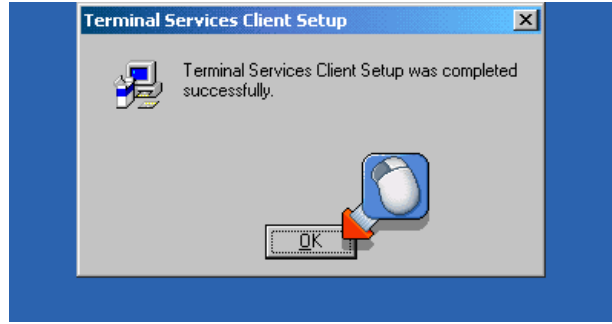 Terminal Services Client Setup
Terminal Services Client Setup was completed
successfully.
OK